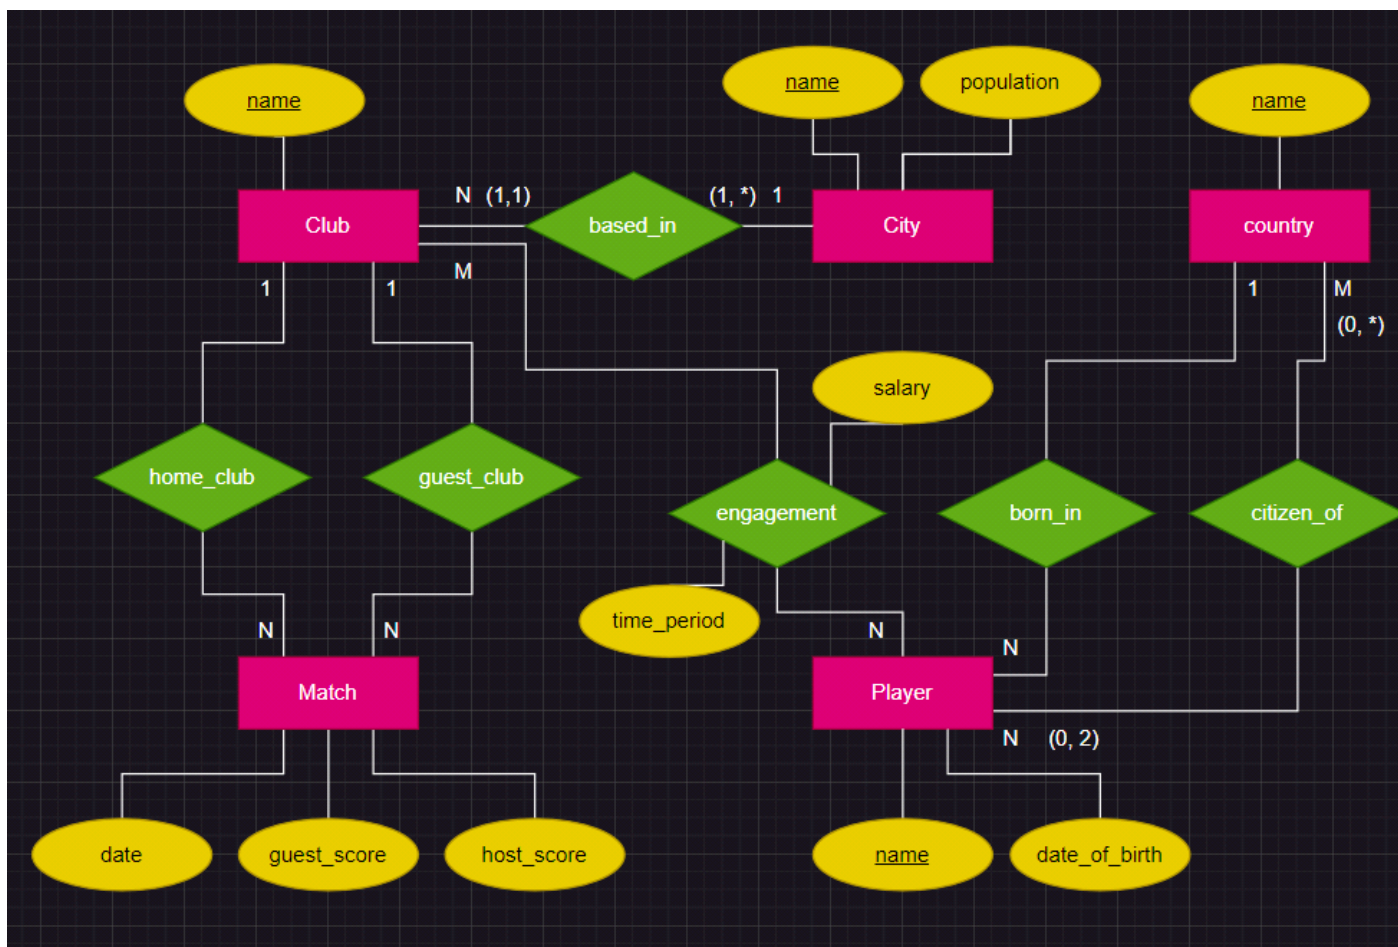 name
name
population
name
Club
N (1,1)
based_in
(1, *) 1
City
country
M
1
1
1
M
(0, *)
salary
home_club
guest_club
engagement
born_in
citizen_of
time_period
N
N
N
N
Match
Player
N (0, 2)
date
guest_score
host_score
name
date_of_birth